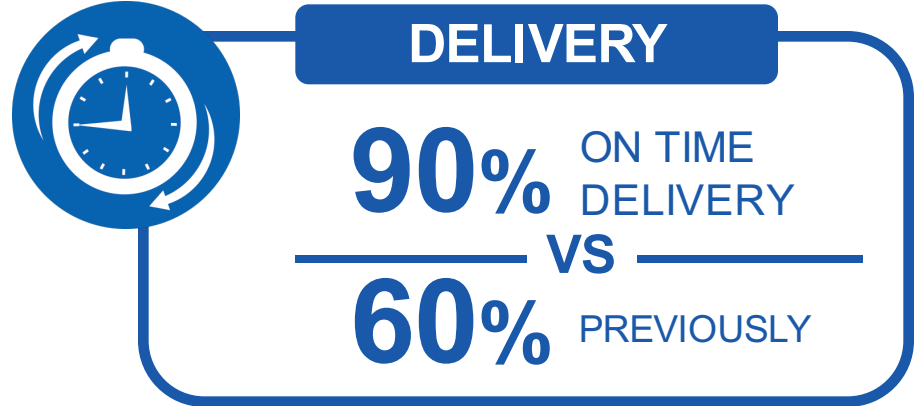 DELIVERY
90% ON TIME
DELIVERY
VS
60% PREVIOUSLY